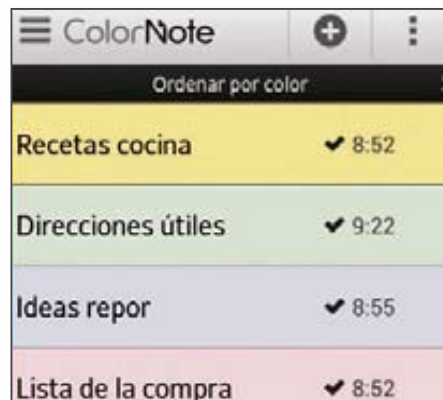 ColorNote
Ordenar por color
Recetas cocina ✔ 8:52
Direcciones útiles ✔ 9:22
Ideas repor ✔ 8:55
Lista de la compra ✔ 8:52